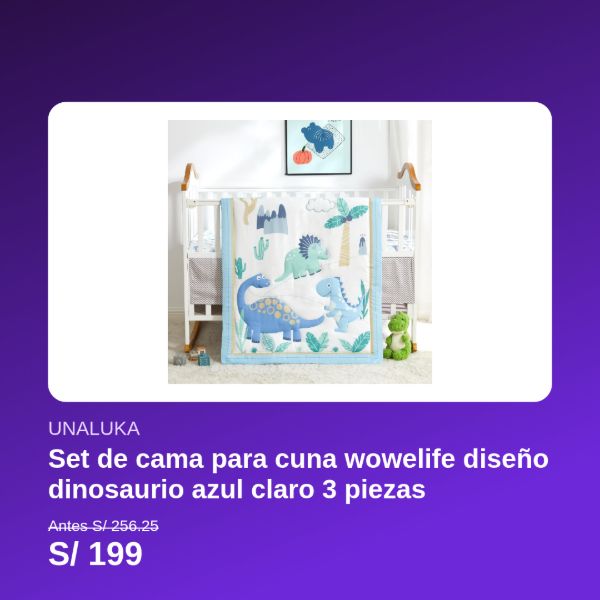 UNALUKA
Set de cama para cuna wowelife diseño
dinosaurio azul claro 3 piezas
Antes S/ 256.25
S/ 199